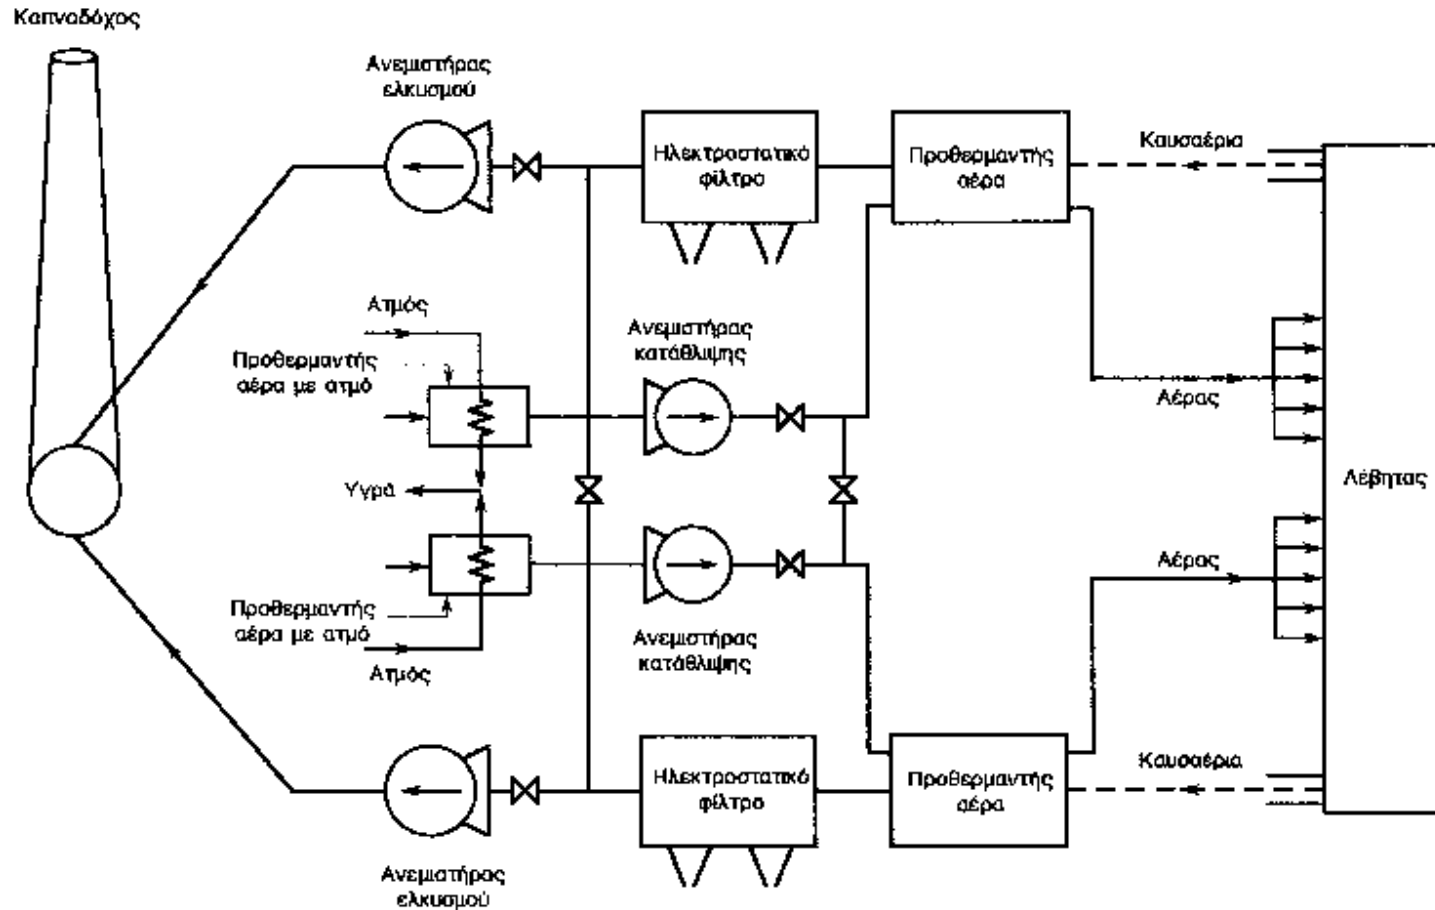 Καπναδόχος
Ανεμιστήρας
ελκυσμού
Ηλεκτροστατικό
φίλτρο
Προθερμαντής
αέρα
Καυσαέρια
Ατμός
Προθερμαντής
αέρα με ατμό
Ανεμιστήρας
κατάθλιψης
Αέρας
Υγρά
Λέβητας
Προθερμαντής
αέρα με ατμό
Ατμός
Ανεμιστήρας
κατάθλιψης
Αέρας
Ηλεκτροστατικό
φίλτρο
Προθερμαντής
αέρα
Καυσαέρια
Ανεμιστήρας
ελκυσμού